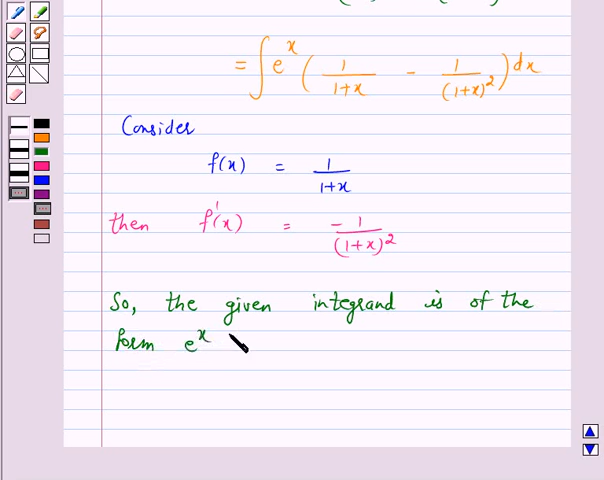 = ∫ e^x ( 1/(1+x) - 1/(1+x)^2 ) dx
Consider
f(x) = 1/(1+x)
then f'(x) = -1/(1+x)^2
So, the given integrand is of the
form e^x